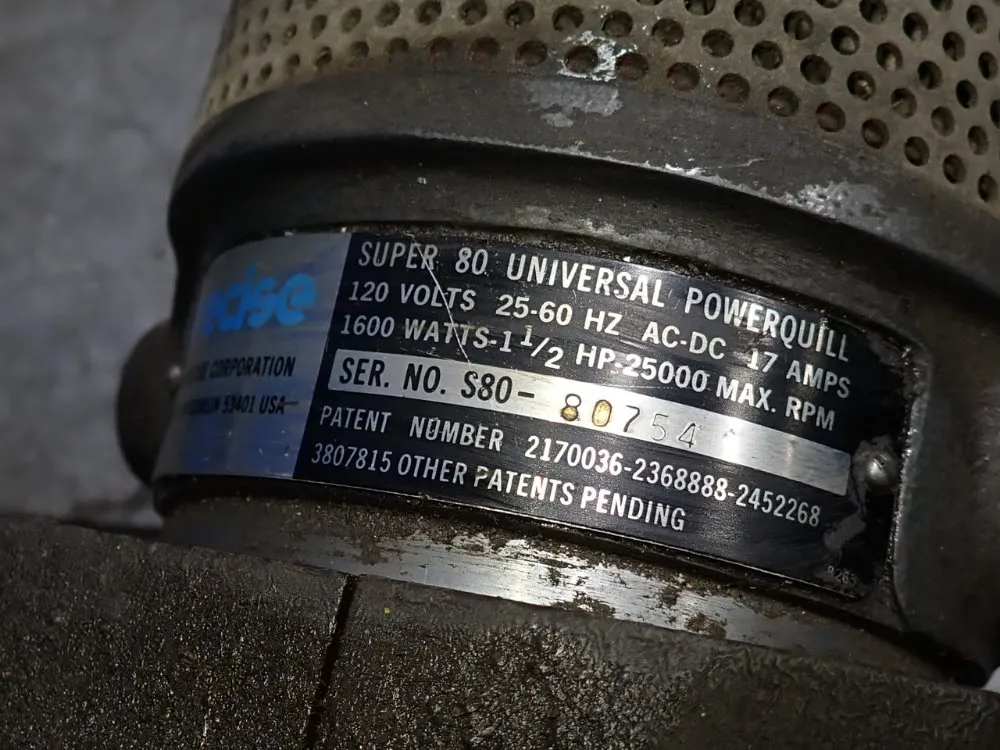 ecise
CORPORATION
53401 USA
SUPER 80 UNIVERSAL POWERQUILL
120 VOLTS 25-60 HZ AC-DC 17 AMPS
1600 WATTS-1 1/2 HP-25000 MAX. RPM
SER. NO. S80- 80754
PATENT NUMBER 2170036-2368888-2452268
3807815 OTHER PATENTS PENDING